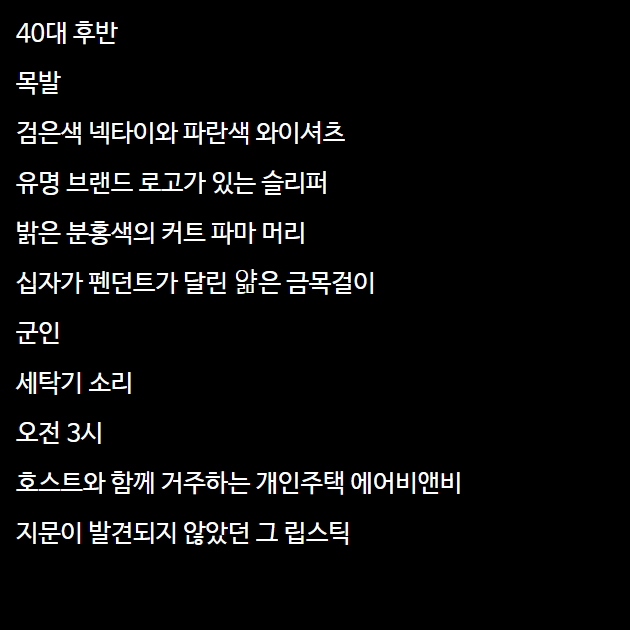 40대 후반
목발
검은색 넥타이와 파란색 와이셔츠
유명 브랜드 로고가 있는 슬리퍼
밝은 분홍색의 커트 파마 머리
십자가 펜던트가 달린 얊은 금목걸이
군인
세탁기 소리
오전 3시
호스트와 함께 거주하는 개인주택 에어비앤비
지문이 발견되지 않았던 그 립스틱